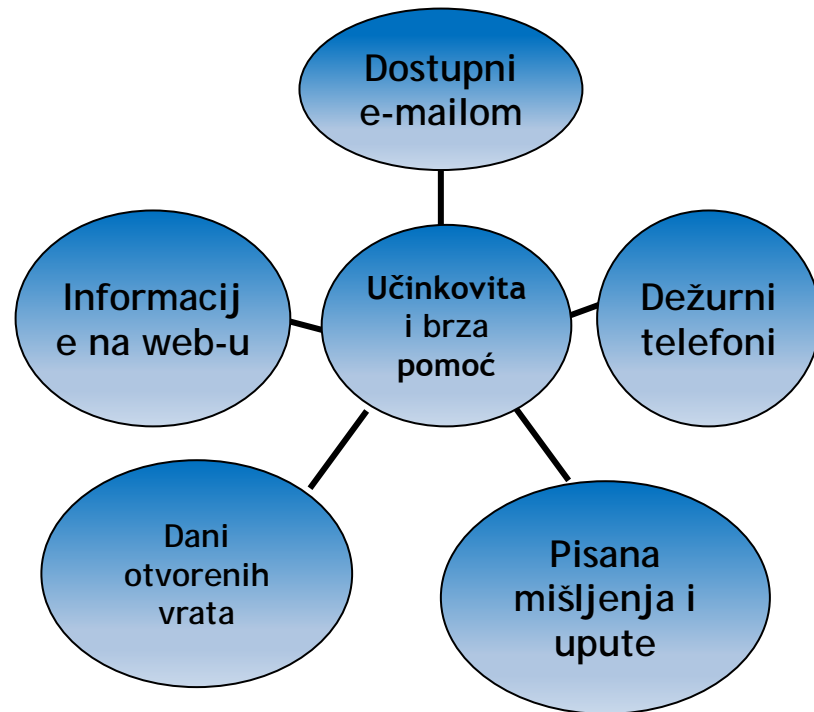 Dostupni
e-mailom
Informacij
e na web-u
Učinkovita
i brza
pomoć
Dežurni
telefoni
Dani
otvorenih
vrata
Pisana
mišljenja i
upute